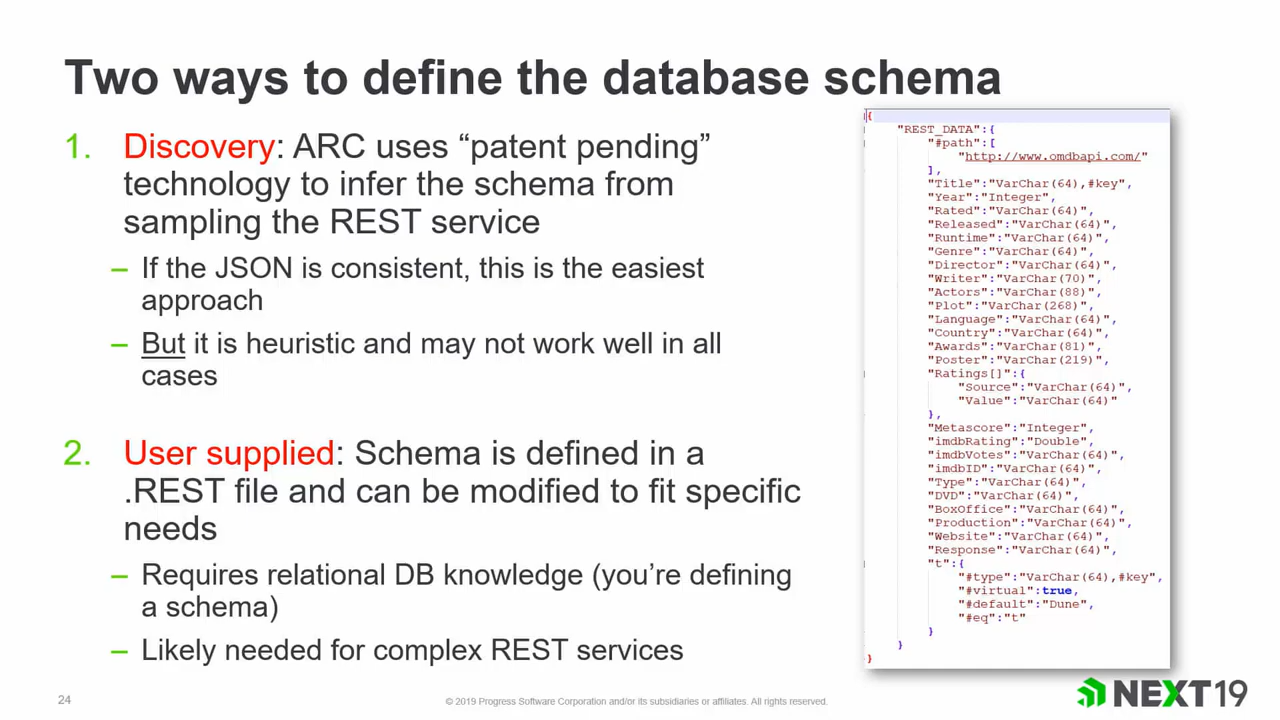 Two ways to define the database schema
1. Discovery: ARC uses “patent pending”
technology to infer the schema from
sampling the REST service
– If the JSON is consistent, this is the easiest
approach
– But it is heuristic and may not work well in all
cases
2. User supplied: Schema is defined in a
.REST file and can be modified to fit specific
needs
– Requires relational DB knowledge (you’re defining
a schema)
– Likely needed for complex REST services
{
"REST_DATA":{
"#path":[
"http://www.omdbapi.com/"
],
"Title":"VarChar(64),#key",
"Year":"Integer",
"Rated":"VarChar(64)",
"Released":"VarChar(64)",
"Runtime":"VarChar(64)",
"Genre":"VarChar(64)",
"Director":"VarChar(64)",
"Writer":"VarChar(70)",
"Actors":"VarChar(88)",
"Plot":"VarChar(268)",
"Language":"VarChar(64)",
"Country":"VarChar(64)",
"Awards":"VarChar(81)",
"Poster":"VarChar(219)",
"Ratings[]":{
"Source":"VarChar(64)",
"Value":"VarChar(64)"
},
"Metascore":"Integer",
"imdbRating":"Double",
"imdbVotes":"VarChar(64)",
"imdbID":"VarChar(64)",
"Type":"VarChar(64)",
"DVD":"VarChar(64)",
"BoxOffice":"VarChar(64)",
"Production":"VarChar(64)",
"Website":"VarChar(64)",
"Response":"VarChar(64)",
"t":{
"#type":"VarChar(64),#key",
"#virtual":true,
"#default":"Dune",
"#eq":"t"
}
}
}
24
© 2019 Progress Software Corporation and/or its subsidiaries or affiliates. All rights reserved.
NEXT19